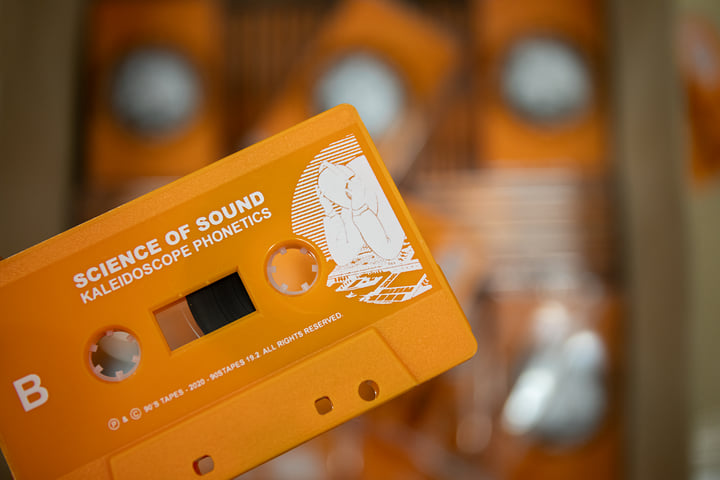 SCIENCE OF SOUND
KALEIDOSCOPE PHONETICS
B
Ⓟ & © 90'S TAPES - 2020 - 90STAPES 19.2 ALL RIGHTS RESERVED.